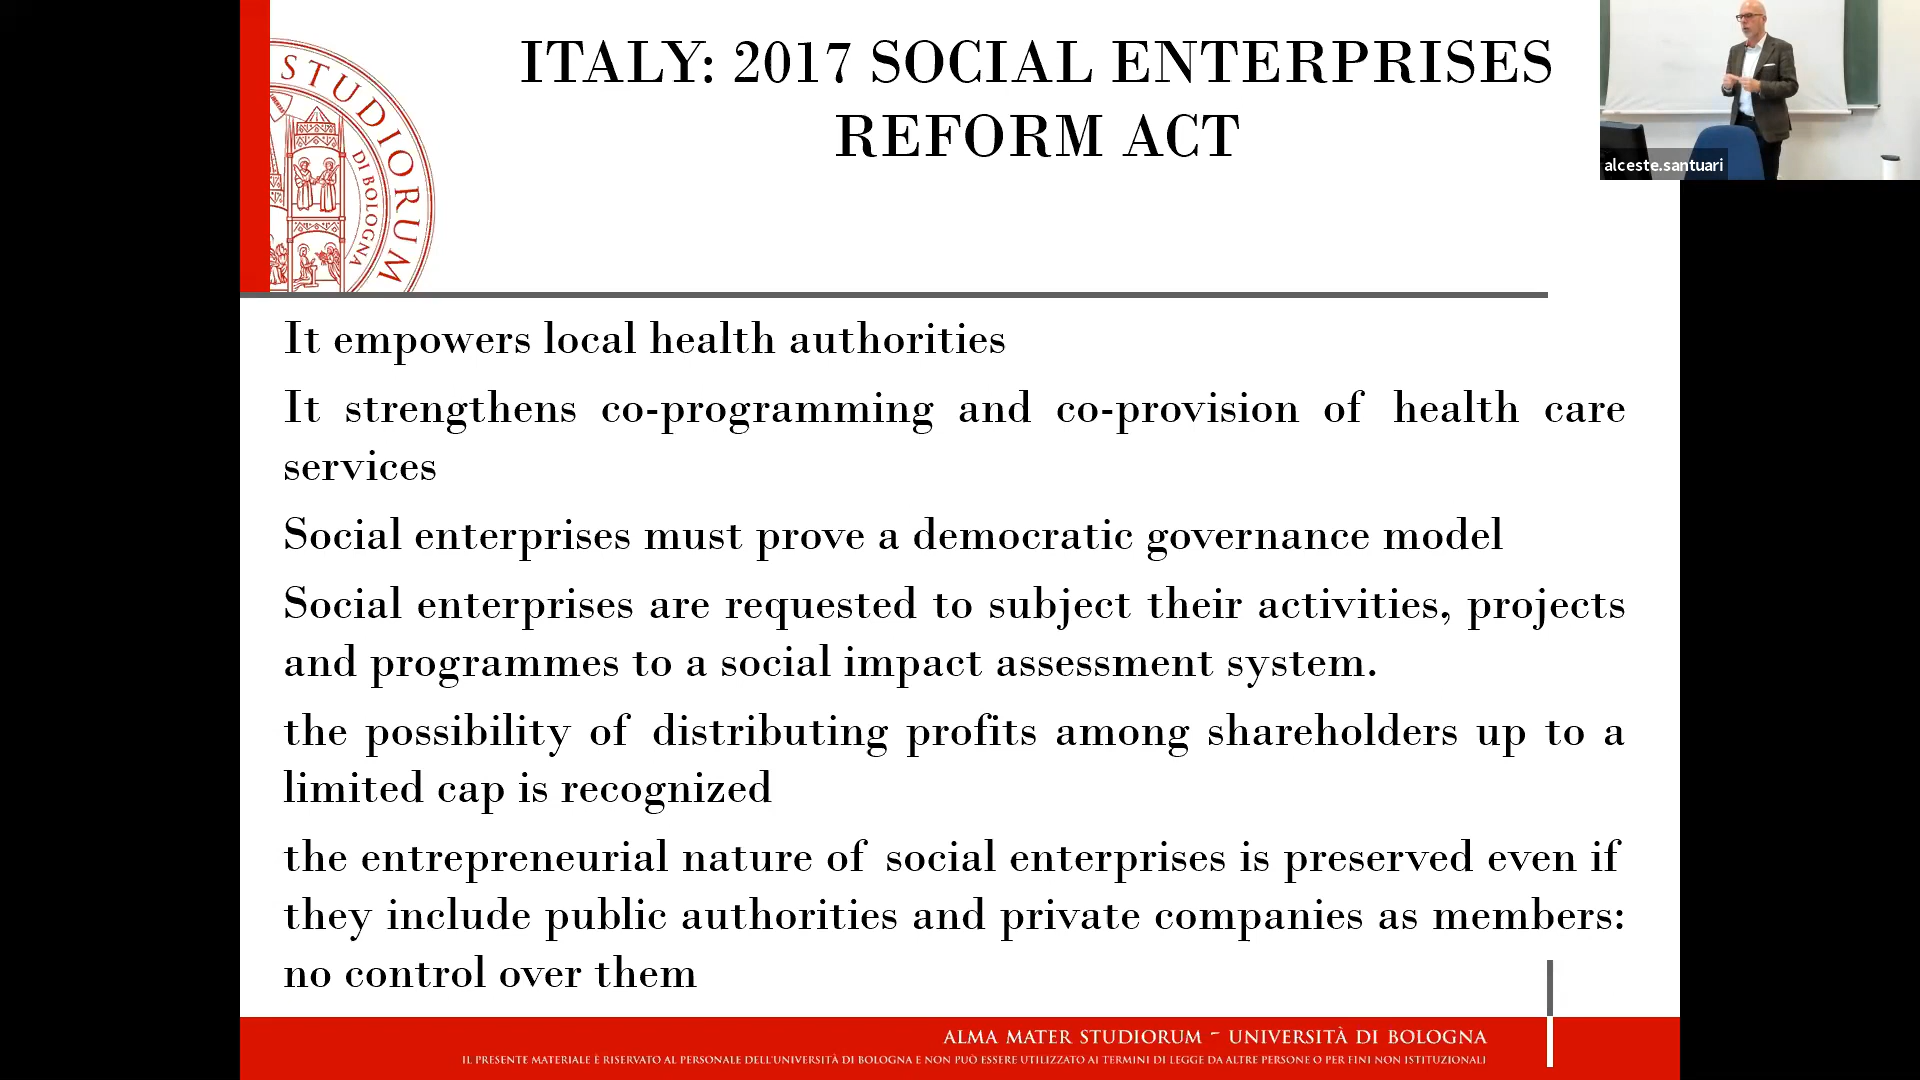 ITALY: 2017 SOCIAL ENTERPRISES
REFORM ACT
alceste.santuari
STUDIORUM
DI BOLOGNA
It empowers local health authorities
It strengthens co-programming and co-provision of health care
services
Social enterprises must prove a democratic governance model
Social enterprises are requested to subject their activities, projects
and programmes to a social impact assessment system.
the possibility of distributing profits among shareholders up to a
limited cap is recognized
the entrepreneurial nature of social enterprises is preserved even if
they include public authorities and private companies as members:
no control over them
ALMA MATER STUDIORUM ~ UNIVERSITÀ DI BOLOGNA
IL PRESENTE MATERIALE È RISERVATO AL PERSONALE DELL'UNIVERSITÀ DI BOLOGNA E NON PUÒ ESSERE UTILIZZATO AI TERMINI DI LEGGE DA ALTRE PERSONE O PER FINI NON ISTITUZIONALI